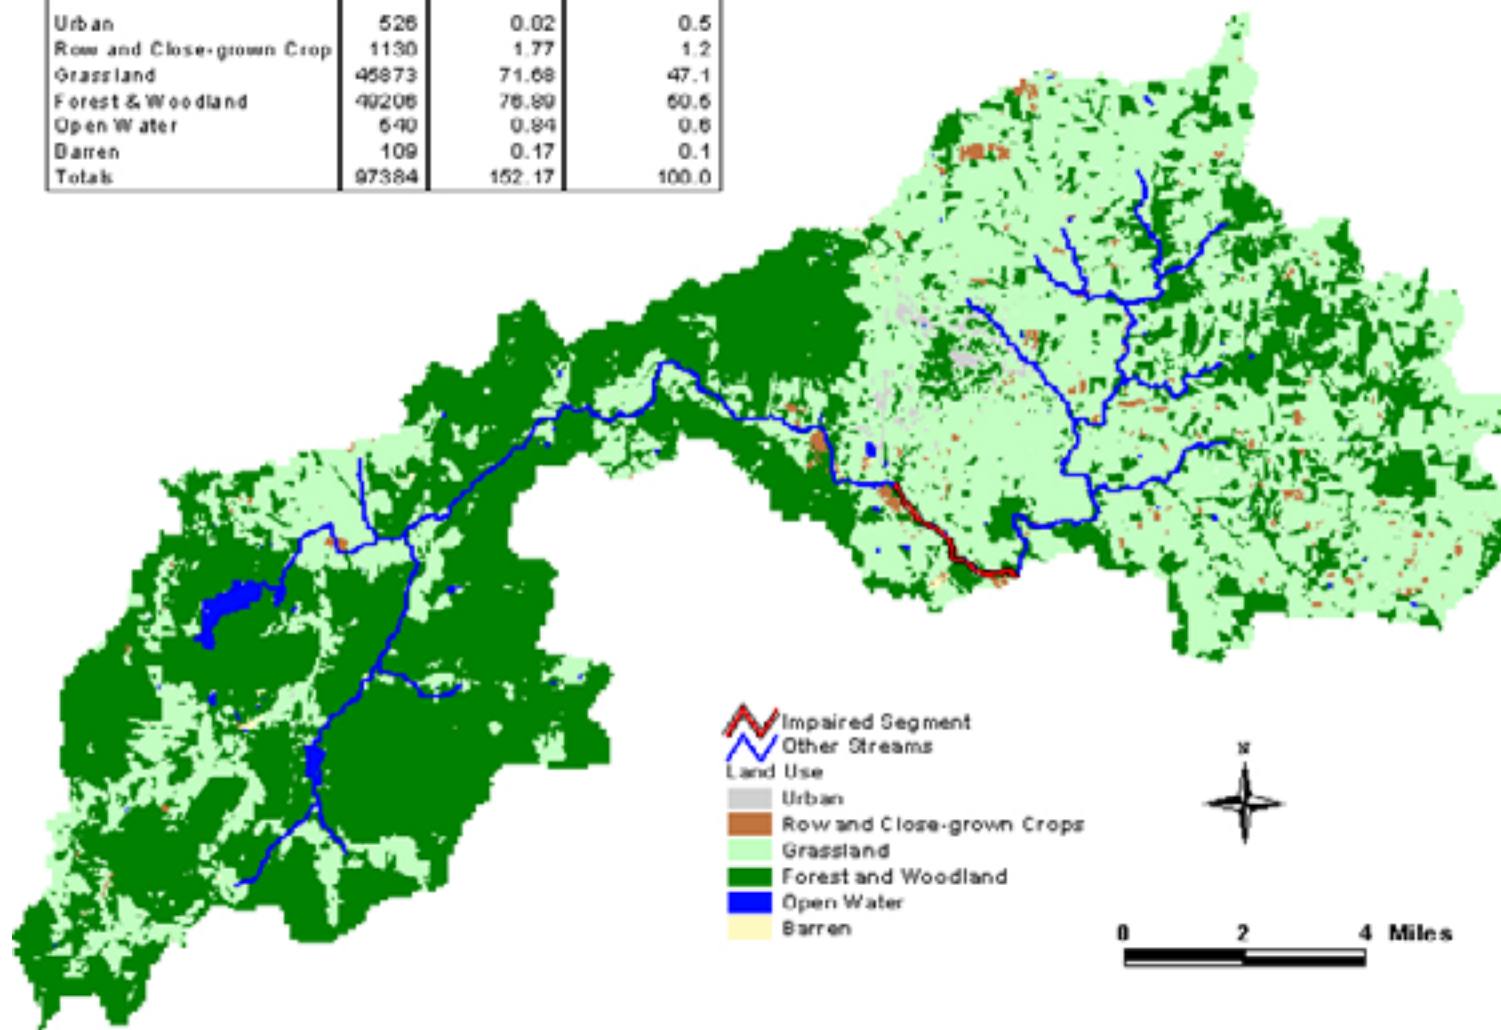 Urban 526 0.02 0.5
Row and Close-grown Crop 1130 1.77 1.2
Grassland 45873 71.68 47.1
Forest & Woodland 49206 76.89 50.5
Open Water 540 0.84 0.6
Barren 109 0.17 0.1
Totals 97384 152.17 100.0
Impaired Segment
Other Streams
Land Use
Urban
Row and Close-grown Crops
Grassland
Forest and Woodland
Open Water
Barren
N
0 2 4 Miles